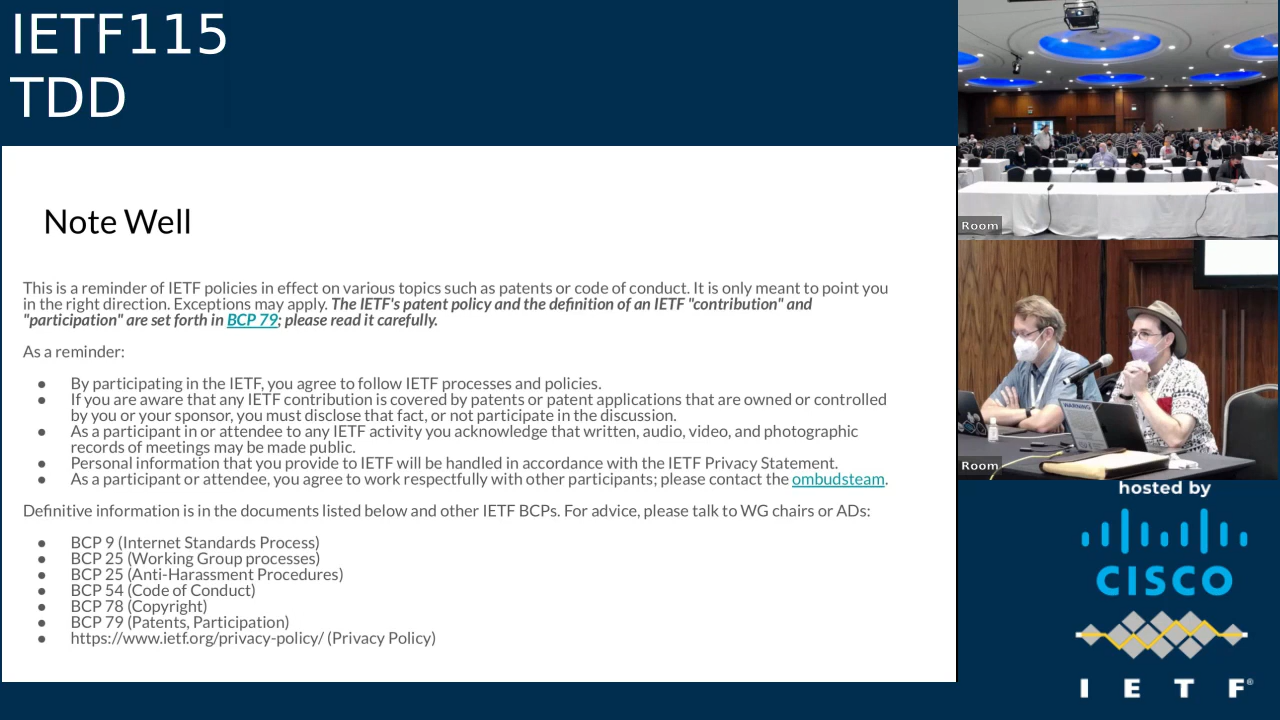 IETF115
TDD
Note Well
This is a reminder of IETF policies in effect on various topics such as patents or code of conduct. It is only meant to point you
in the right direction. Exceptions may apply. The IETF's patent policy and the definition of an IETF "contribution" and
"participation" are set forth in BCP 79; please read it carefully.
As a reminder:
● By participating in the IETF, you agree to follow IETF processes and policies.
● If you are aware that any IETF contribution is covered by patents or patent applications that are owned or controlled
by you or your sponsor, you must disclose that fact, or not participate in the discussion.
● As a participant in or attendee to any IETF activity you acknowledge that written, audio, video, and photographic
records of meetings may be made public.
● Personal information that you provide to IETF will be handled in accordance with the IETF Privacy Statement.
● As a participant or attendee, you agree to work respectfully with other participants; please contact the ombudsteam.
Definitive information is in the documents listed below and other IETF BCPs. For advice, please talk to WG chairs or ADs:
● BCP 9 (Internet Standards Process)
● BCP 25 (Working Group processes)
● BCP 25 (Anti-Harassment Procedures)
● BCP 54 (Code of Conduct)
● BCP 78 (Copyright)
● BCP 79 (Patents, Participation)
● https://www.ietf.org/privacy-policy/ (Privacy Policy)
Room
WARNING
Room
hosted by
CISCO
I E T F®